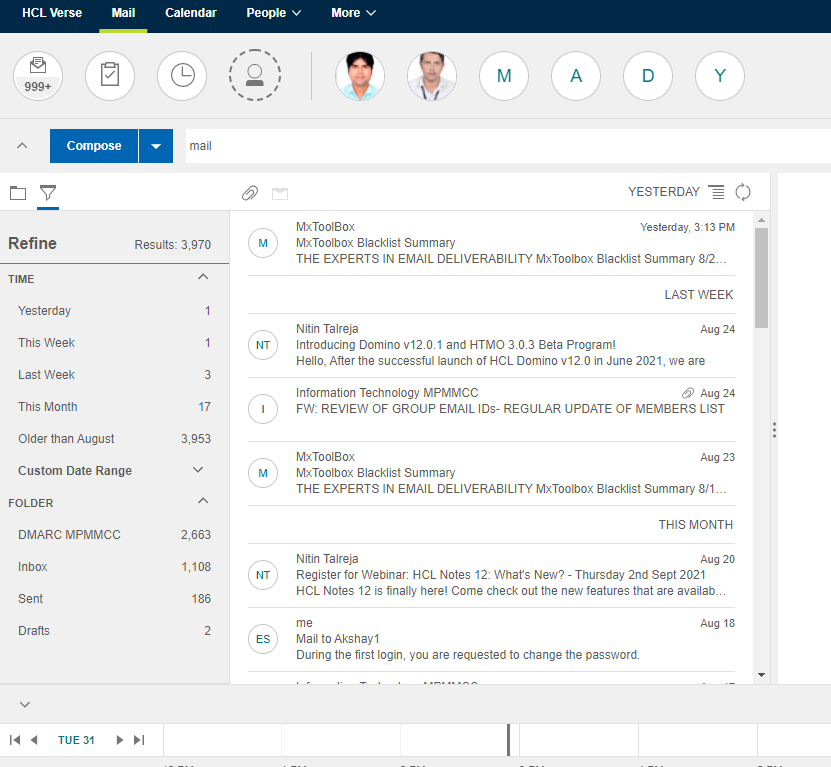 HCL Verse Mail Calendar People More
999+
M A D Y
Compose mail
YESTERDAY
Refine Results: 3,970
TIME
Yesterday 1
This Week 1
Last Week 3
This Month 17
Older than August 3,953
Custom Date Range
FOLDER
DMARC MPMMCC 2,663
Inbox 1,108
Sent 186
Drafts 2
M
MxToolBox Yesterday, 3:13 PM
MxToolbox Blacklist Summary
THE EXPERTS IN EMAIL DELIVERABILITY MxToolbox Blacklist Summary 8/2...
LAST WEEK
NT
Nitin Talreja Aug 24
Introducing Domino v12.0.1 and HTMO 3.0.3 Beta Program!
Hello, After the successful launch of HCL Domino v12.0 in June 2021, we are
I
Information Technology MPMMCC Aug 24
FW: REVIEW OF GROUP EMAIL IDs- REGULAR UPDATE OF MEMBERS LIST
M
MxToolBox Aug 23
MxToolbox Blacklist Summary
THE EXPERTS IN EMAIL DELIVERABILITY MxToolbox Blacklist Summary 8/1...
THIS MONTH
NT
Nitin Talreja Aug 20
Register for Webinar: HCL Notes 12: What's New? - Thursday 2nd Sept 2021
HCL Notes 12 is finally here! Come check out the new features that are availab...
ES
me Aug 18
Mail to Akshay1
During the first login, you are requested to change the password.
TUE 31